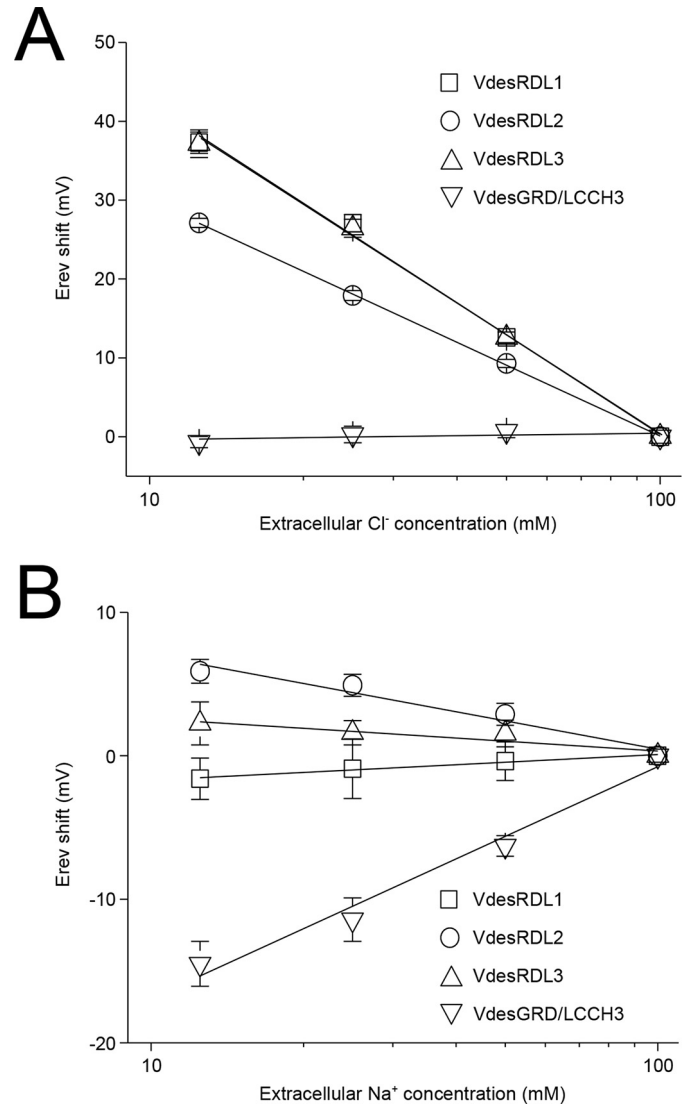 A
50
40
30
20
10
0
Erev shift (mV)
VdesRDL1
VdesRDL2
VdesRDL3
VdesGRD/LCCH3
10
100
Extracellular Cl⁻ concentration (mM)
B
10
0
-10
-20
Erev shift (mV)
VdesRDL1
VdesRDL2
VdesRDL3
VdesGRD/LCCH3
10
100
Extracellular Na⁺ concentration (mM)